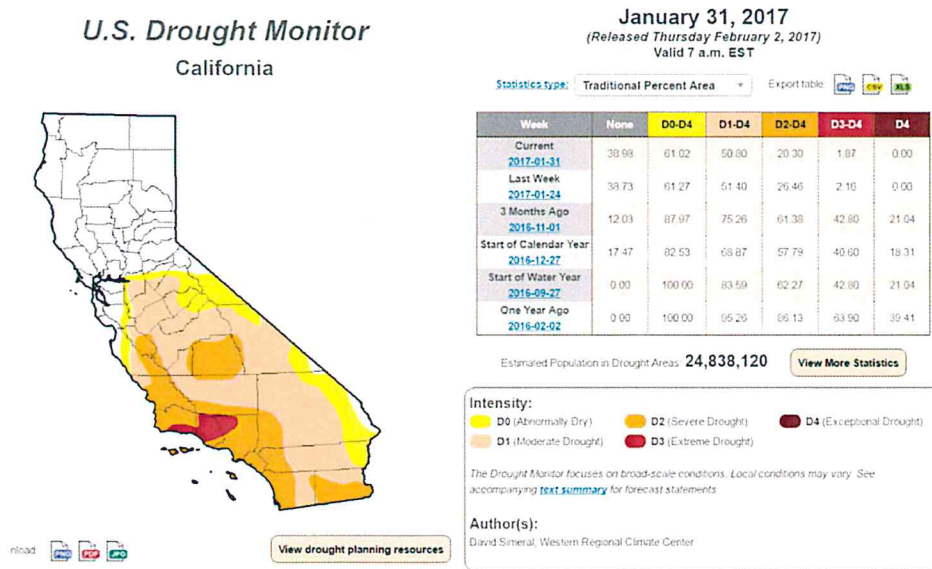 U.S. Drought Monitor
California
January 31, 2017
(Released Thursday February 2, 2017)
Valid 7 a.m. EST
Statistics type: Traditional Percent Area Export table: PNG CSV XLS
Week None D0-D4 D1-D4 D2-D4 D3-D4 D4
Current
2017-01-31 38.98 61.02 50.80 20.30 1.87 0.00
Last Week
2017-01-24 38.73 61.27 51.40 26.46 2.16 0.00
3 Months Ago
2016-11-01 12.03 87.97 75.26 61.38 42.80 21.04
Start of Calendar Year
2016-12-27 17.47 82.53 68.87 57.79 40.60 18.31
Start of Water Year
2016-09-27 0.00 100.00 83.59 62.27 42.80 21.04
One Year Ago
2016-02-02 0.00 100.00 95.26 86.13 63.90 39.41
Estimated Population in Drought Areas: 24,838,120 View More Statistics
Intensity:
D0 (Abnormally Dry) D2 (Severe Drought) D4 (Exceptional Drought)
D1 (Moderate Drought) D3 (Extreme Drought)
The Drought Monitor focuses on broad-scale conditions. Local conditions may vary. See
accompanying text summary for forecast statements.
Author(s):
David Simeral, Western Regional Climate Center
nload: PNG PDF JPG View drought planning resources